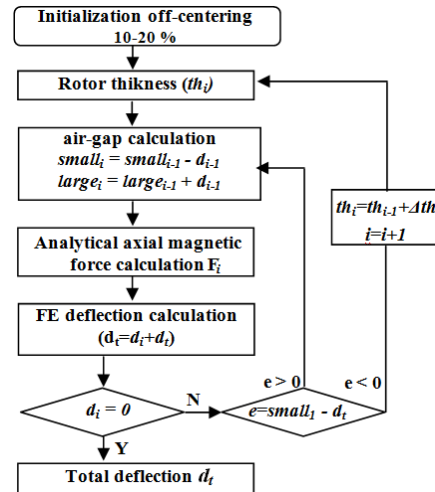 Initialization off-centering
10-20 %
Rotor thikness (thᵢ)
air-gap calculation
smallᵢ = smallᵢ₋₁ - dᵢ₋₁
largeᵢ = largeᵢ₋₁ + dᵢ₋₁
thᵢ=thᵢ₋₁+Δth
i=i+1
Analytical axial magnetic
force calculation Fᵢ
FE deflection calculation
(dₜ=dᵢ+dₜ)
e > 0
e < 0
dᵢ = 0
N
e=small₁ - dₜ
Y
Total deflection dₜ